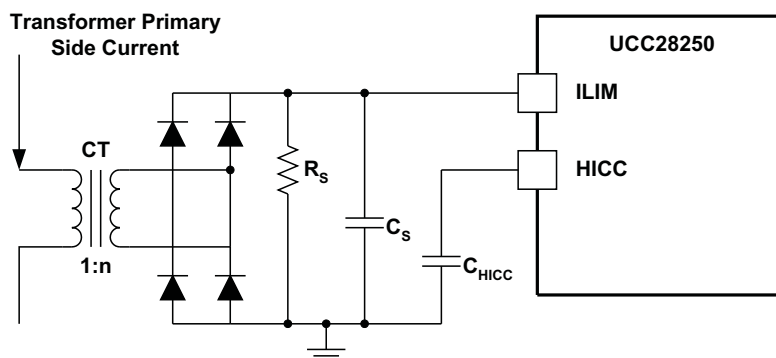 Transformer Primary
Side Current
UCC28250
ILIM
CT
HICC
R_S
C_S
C_HICC
1:n